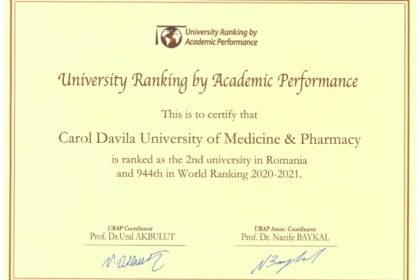 University Ranking by
Academic Performance
University Ranking by Academic Performance
This is to certify that
Carol Davila University of Medicine & Pharmacy
is ranked as the 2nd university in Romania
and 944th in World Ranking 2020-2021.
URAP Coordinator
Prof. Dr.Ural AKBULUT
URAP Assoc. Coordinator
Prof. Dr. Nazife BAYKAL